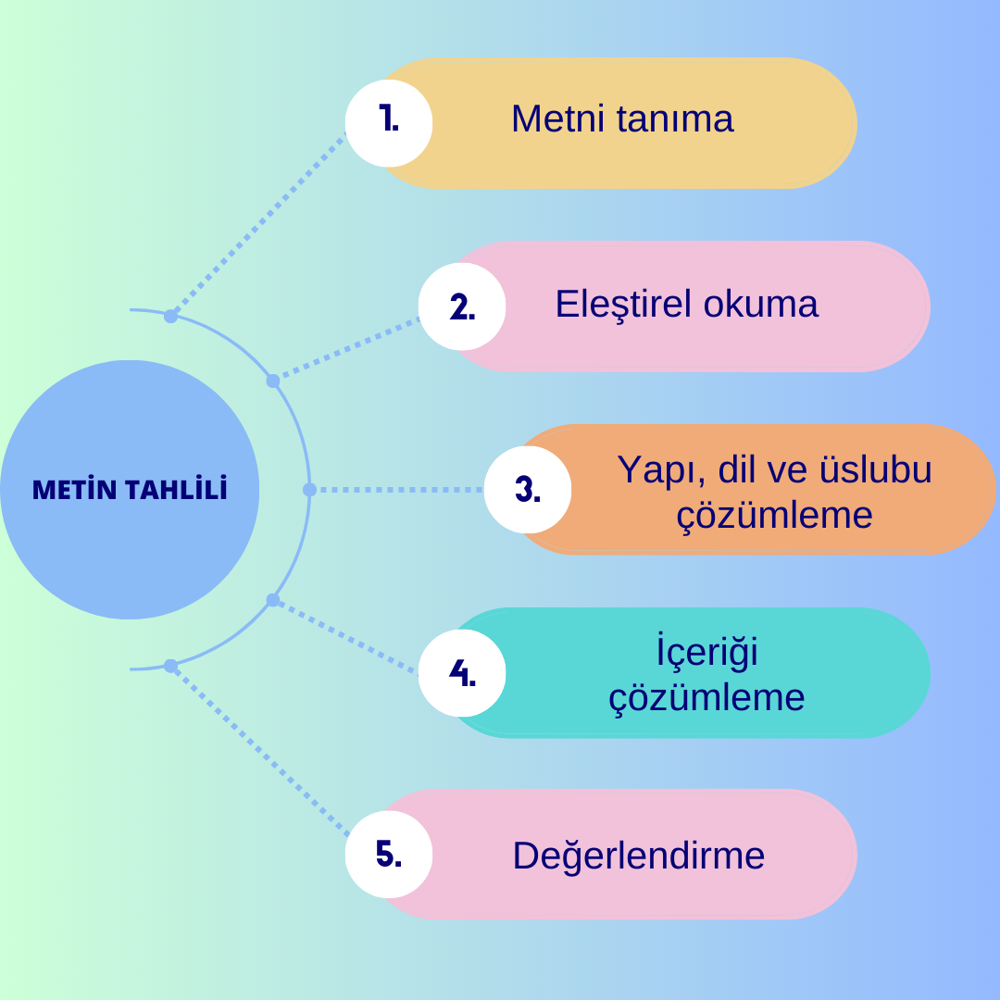 METİN TAHLİLİ
1.
Metni tanıma
2.
Eleştirel okuma
3.
Yapı, dil ve üslubu
çözümleme
4.
İçeriği
çözümleme
5.
Değerlendirme